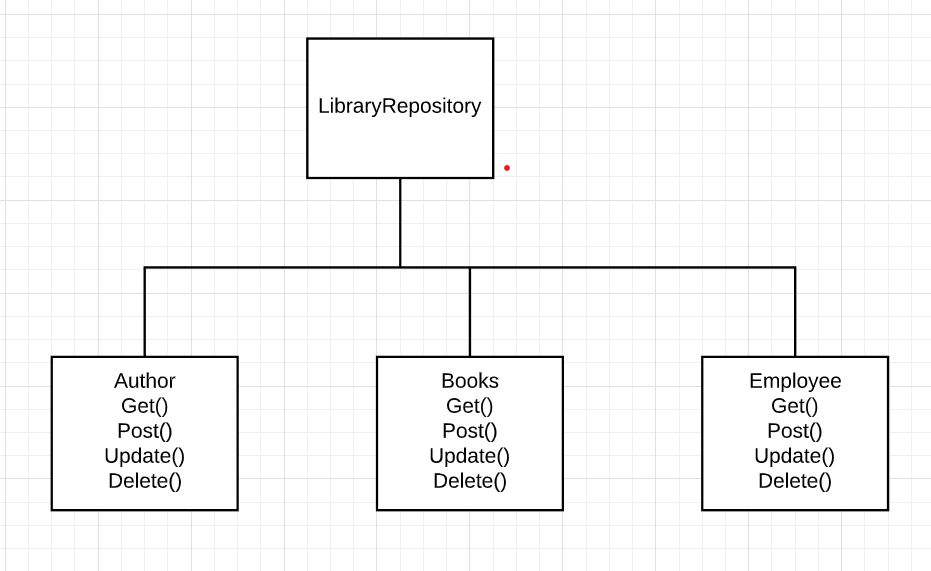 LibraryRepository
Author
Get()
Post()
Update()
Delete()
Books
Get()
Post()
Update()
Delete()
Employee
Get()
Post()
Update()
Delete()